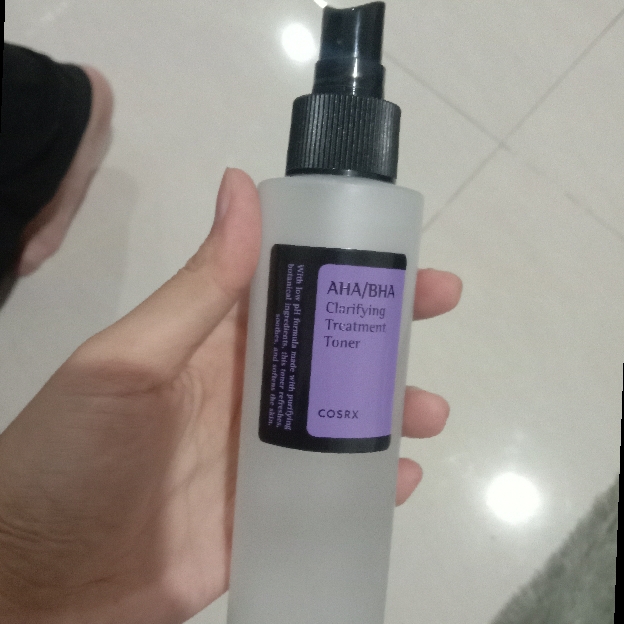 AHA/BHA
Clarifying
Treatment
Toner
COSRX
With low pH formula made with purifying
botanical ingredients, this toner refreshes,
soothes, and softens the skin.